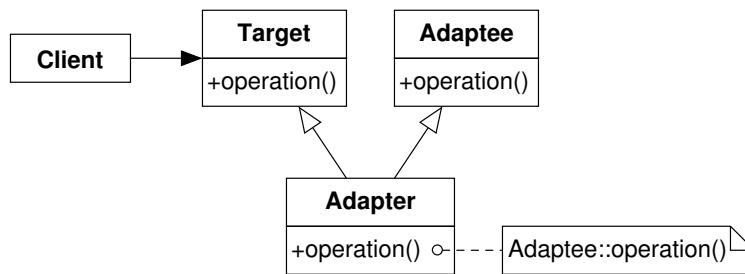 Client
Target
+operation()
Adaptee
+operation()
Adapter
+operation()
Adaptee::operation()